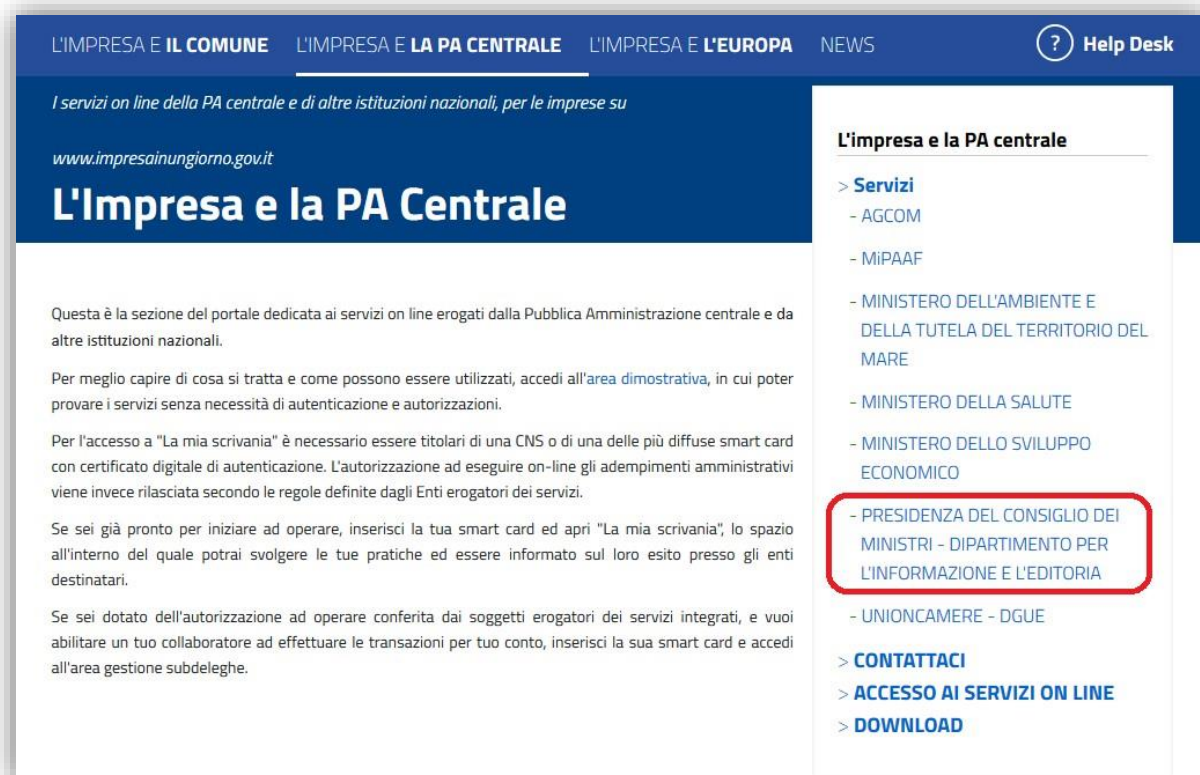 L'IMPRESA E IL COMUNE L'IMPRESA E LA PA CENTRALE L'IMPRESA E L'EUROPA NEWS ? Help Desk
I servizi on line della PA centrale e di altre istituzioni nazionali, per le imprese su
www.impresainungiorno.gov.it
L'Impresa e la PA Centrale
Questa è la sezione del portale dedicata ai servizi on line erogati dalla Pubblica Amministrazione centrale e da
altre istituzioni nazionali.
Per meglio capire di cosa si tratta e come possono essere utilizzati, accedi all'area dimostrativa, in cui poter
provare i servizi senza necessità di autenticazione e autorizzazioni.
Per l'accesso a "La mia scrivania" è necessario essere titolari di una CNS o di una delle più diffuse smart card
con certificato digitale di autenticazione. L'autorizzazione ad eseguire on-line gli adempimenti amministrativi
viene invece rilasciata secondo le regole definite dagli Enti erogatori dei servizi.
Se sei già pronto per iniziare ad operare, inserisci la tua smart card ed apri "La mia scrivania", lo spazio
all'interno del quale potrai svolgere le tue pratiche ed essere informato sul loro esito presso gli enti
destinatari.
Se sei dotato dell'autorizzazione ad operare conferita dai soggetti erogatori dei servizi integrati, e vuoi
abilitare un tuo collaboratore ad effettuare le transazioni per tuo conto, inserisci la sua smart card e accedi
all'area gestione subdeleghe.
L'impresa e la PA centrale
> Servizi
- AGCOM
- MiPAAF
- MINISTERO DELL'AMBIENTE E
DELLA TUTELA DEL TERRITORIO DEL
MARE
- MINISTERO DELLA SALUTE
- MINISTERO DELLO SVILUPPO
ECONOMICO
- PRESIDENZA DEL CONSIGLIO DEI
MINISTRI - DIPARTIMENTO PER
L'INFORMAZIONE E L'EDITORIA
- UNIONCAMERE - DGUE
> CONTATTACI
> ACCESSO AI SERVIZI ON LINE
> DOWNLOAD